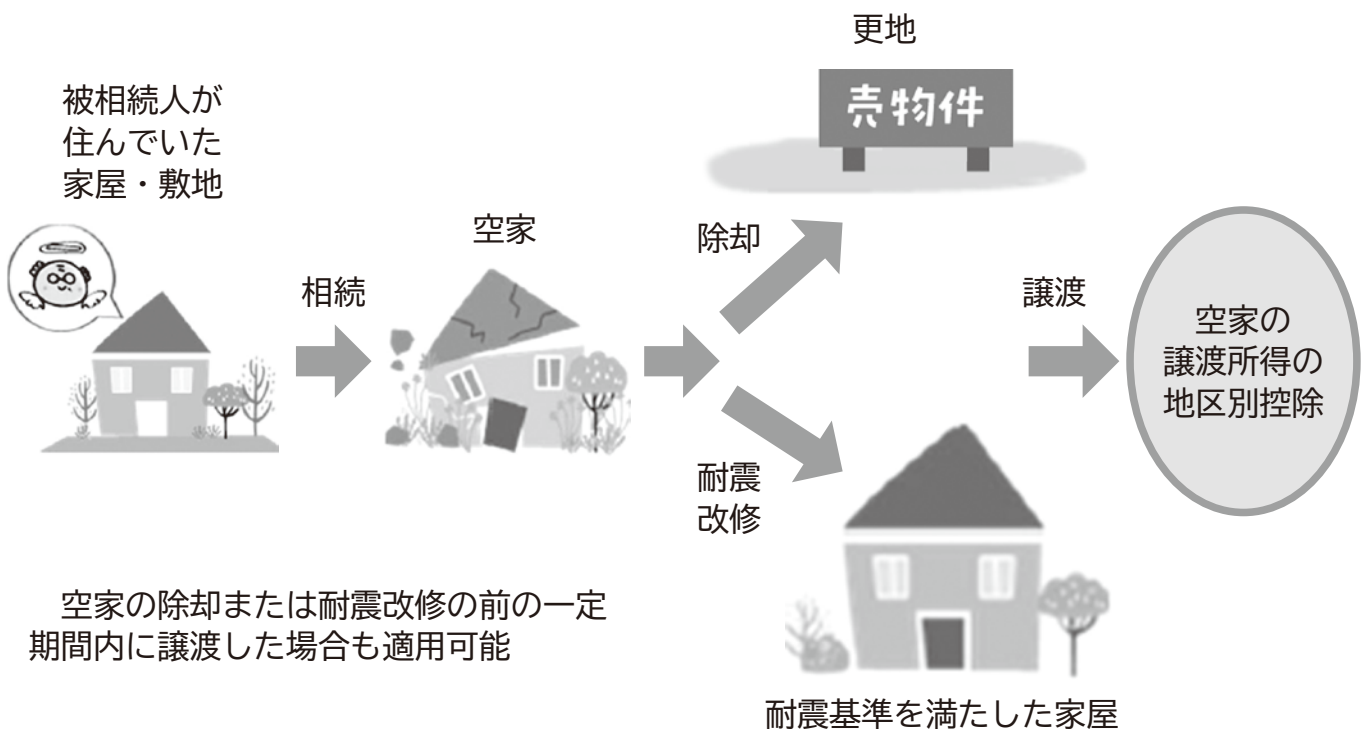 被相続人が
住んでいた
家屋・敷地
相続
空家
除却
更地
売物件
耐震
改修
耐震基準を満たした家屋
譲渡
空家の
譲渡所得の
地区別控除
空家の除却または耐震改修の前の一定
期間内に譲渡した場合も適用可能